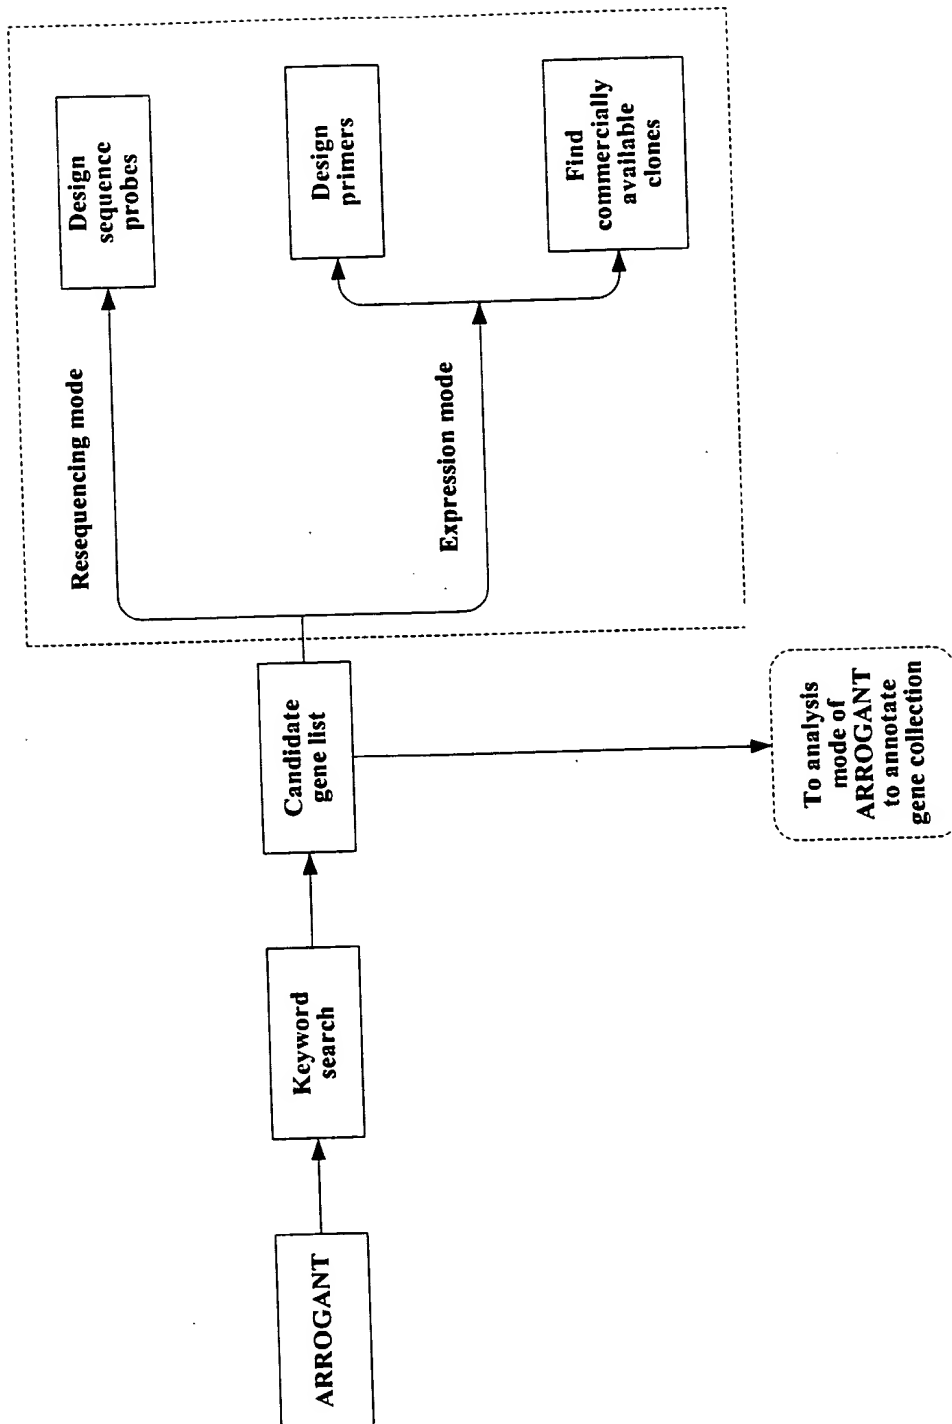 ARROGANT
Keyword
search
Candidate
gene list
Resequencing mode
Expression mode
Design
sequence
probes
Design
primers
Find
commercially
available
clones
To analysis
mode of
ARROGANT
to annotate
gene collection